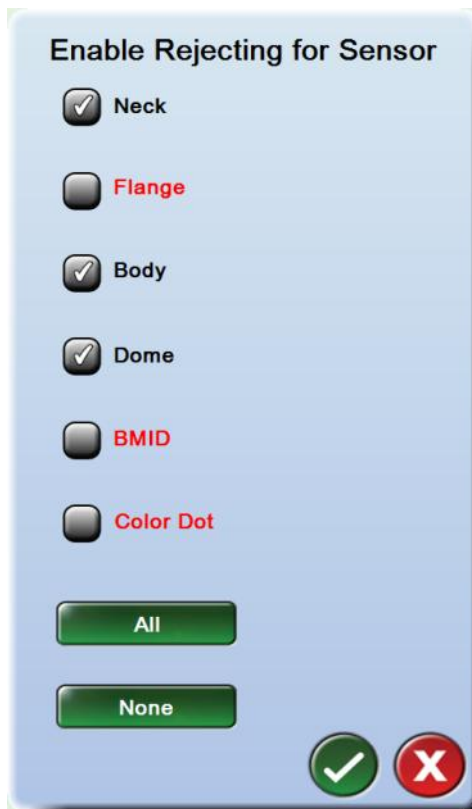 Enable Rejecting for Sensor
Neck
Flange
Body
Dome
BMID
Color Dot
All
None